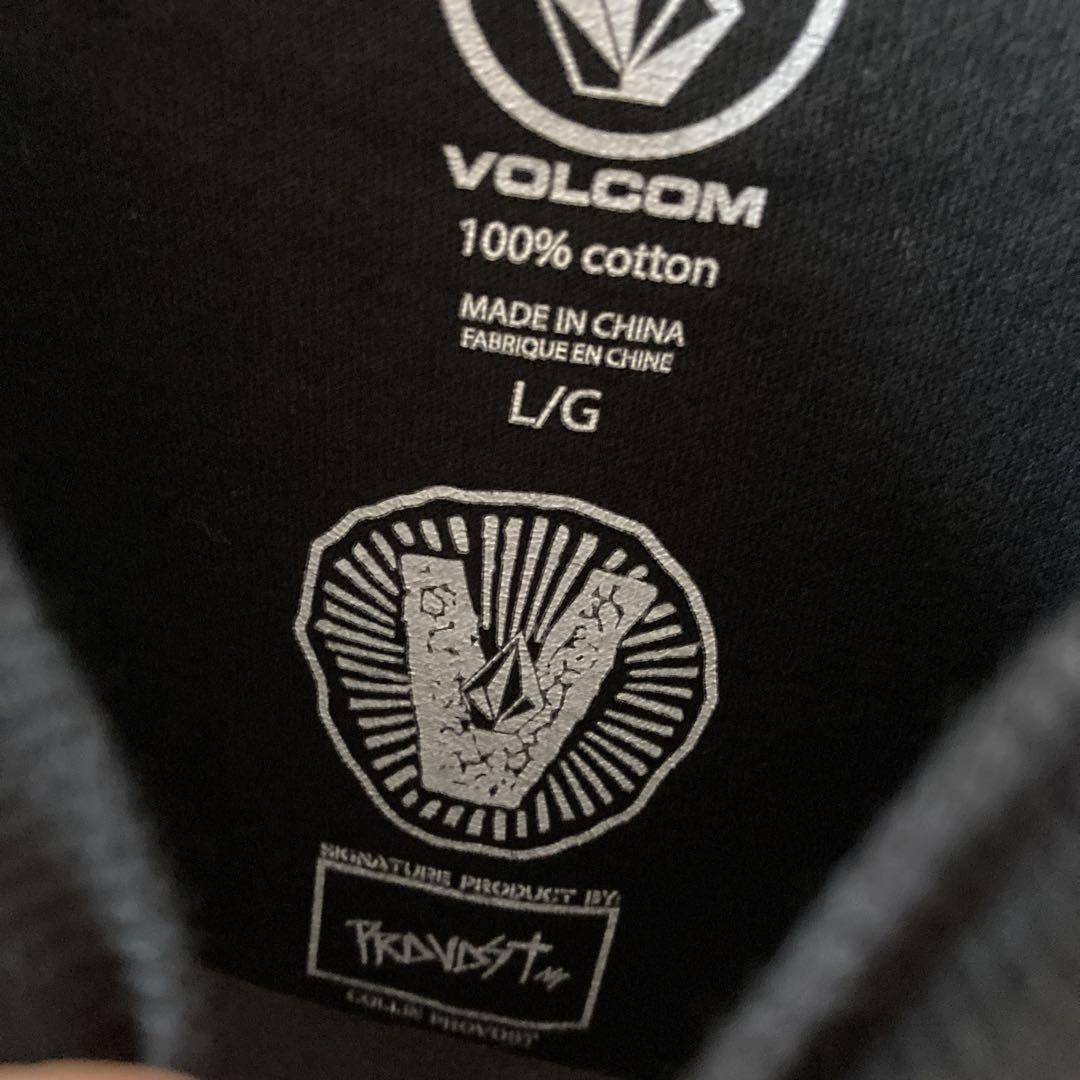 VOLCOM
100% cotton
MADE IN CHINA
FABRIQUE EN CHINE
L/G
SIGNATURE PRODUCT BY:
PROVOST
COLLIN PROVOST